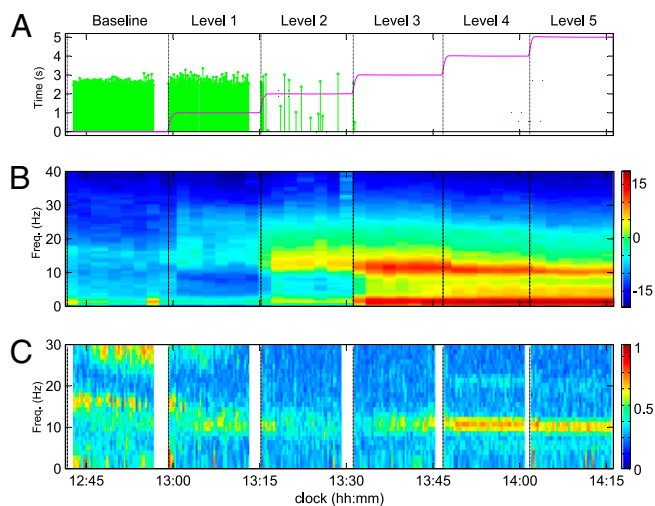 Baseline Level 1 Level 2 Level 3 Level 4 Level 5
A
Time (s)
5
4
3
2
1
0
B
Freq. (Hz)
40
30
20
10
0
15
0
-15
C
Freq. (Hz)
30
20
10
0
1
0.5
0
12:45 13:00 13:15 13:30 13:45 14:00 14:15
clock (hh:mm)